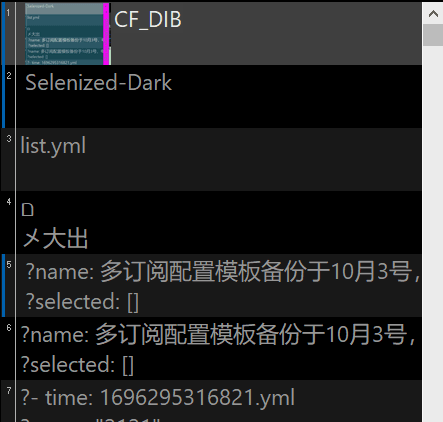 1
CF_DIB
2
Selenized-Dark
3
list.yml
4
メ大出
5
?name: 多订阅配置模板备份于10月3号，
?selected: []
6
?name: 多订阅配置模板备份于10月3号，
?selected: []
7
?- time: 1696295316821.yml